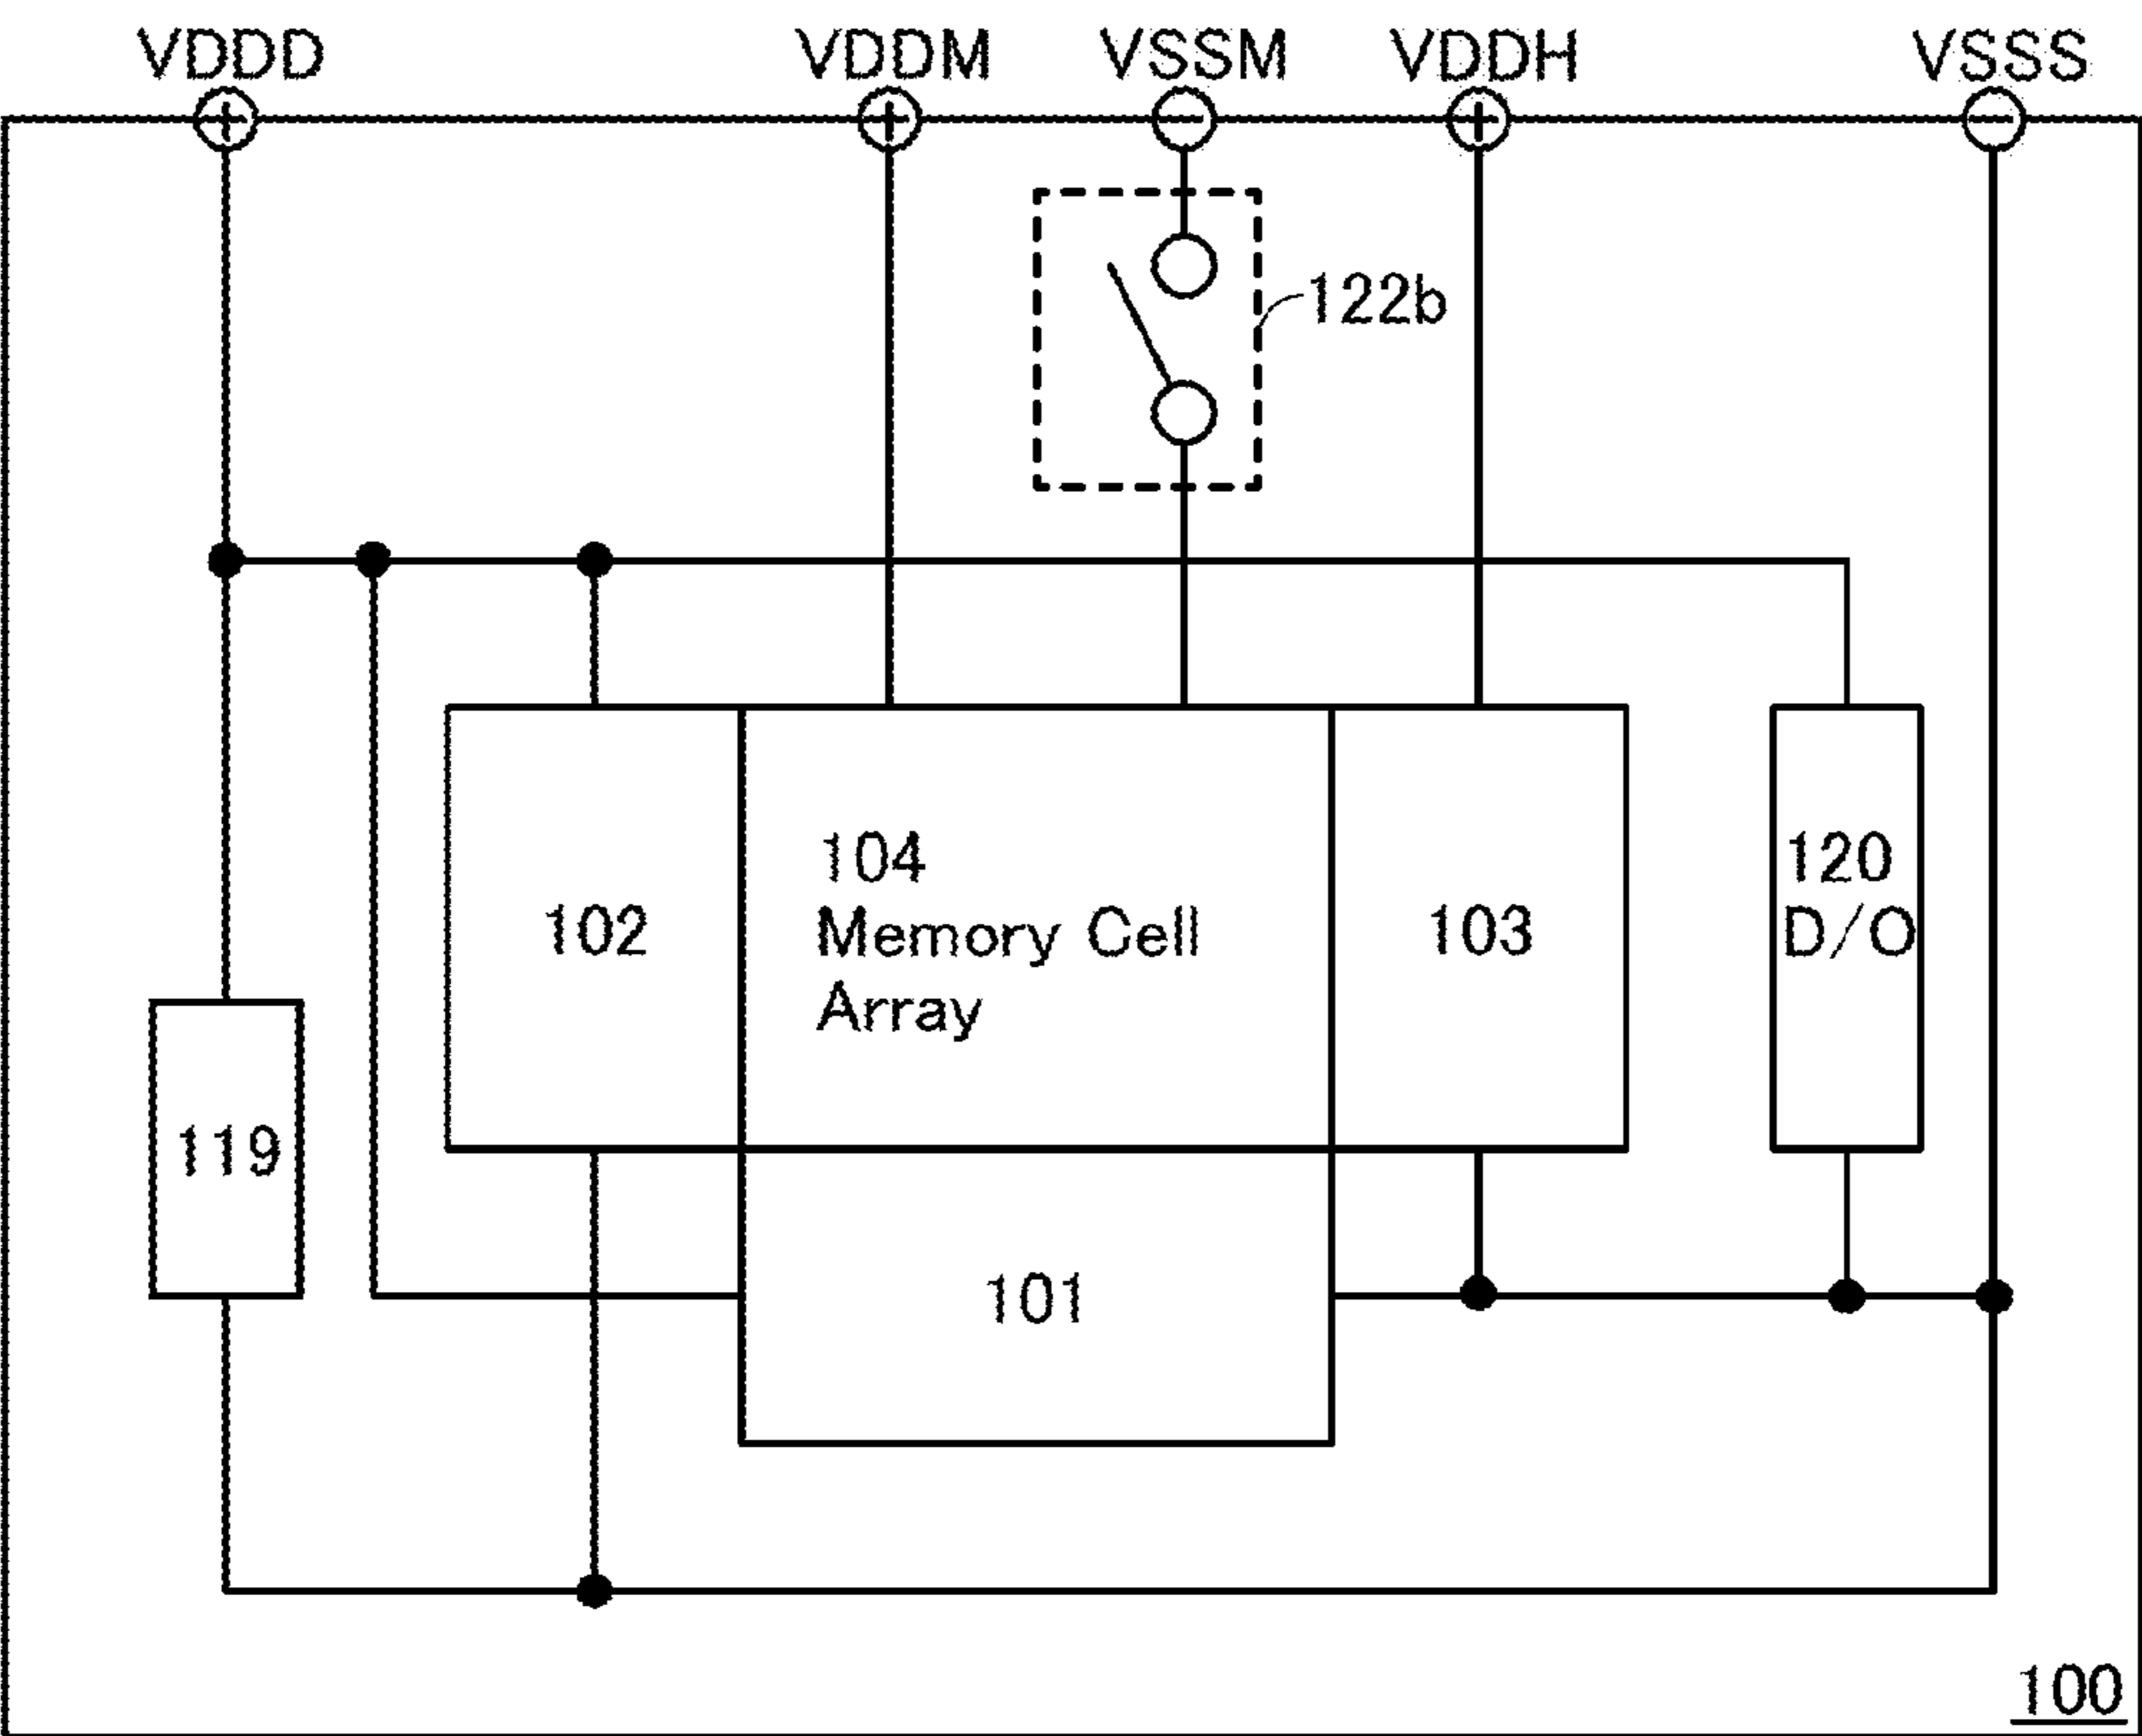 VDDD VDDM VSSM VDDH VSSS
122b
104
Memory Cell
Array
102
103
120
D/O
119
101
100